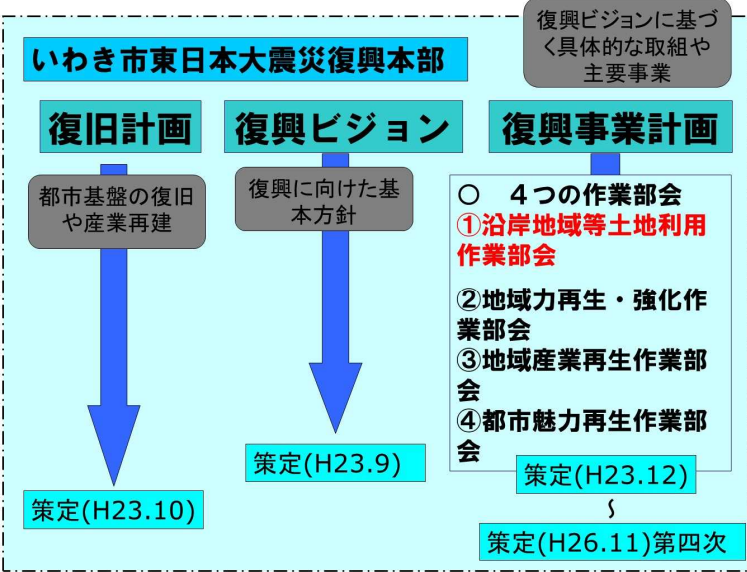 復興ビジョンに基づ
く具体的な取組や
主要事業
いわき市東日本大震災復興本部
復旧計画
復興ビジョン
復興事業計画
都市基盤の復旧
や産業再建
復興に向けた基
本方針
○　４つの作業部会
①沿岸地域等土地利用
作業部会
②地域力再生・強化作
業部会
③地域産業再生作業部
会
④都市魅力再生作業部
会
策定(H23.9)
策定(H23.10)
策定(H23.12)
～
策定(H26.11)第四次